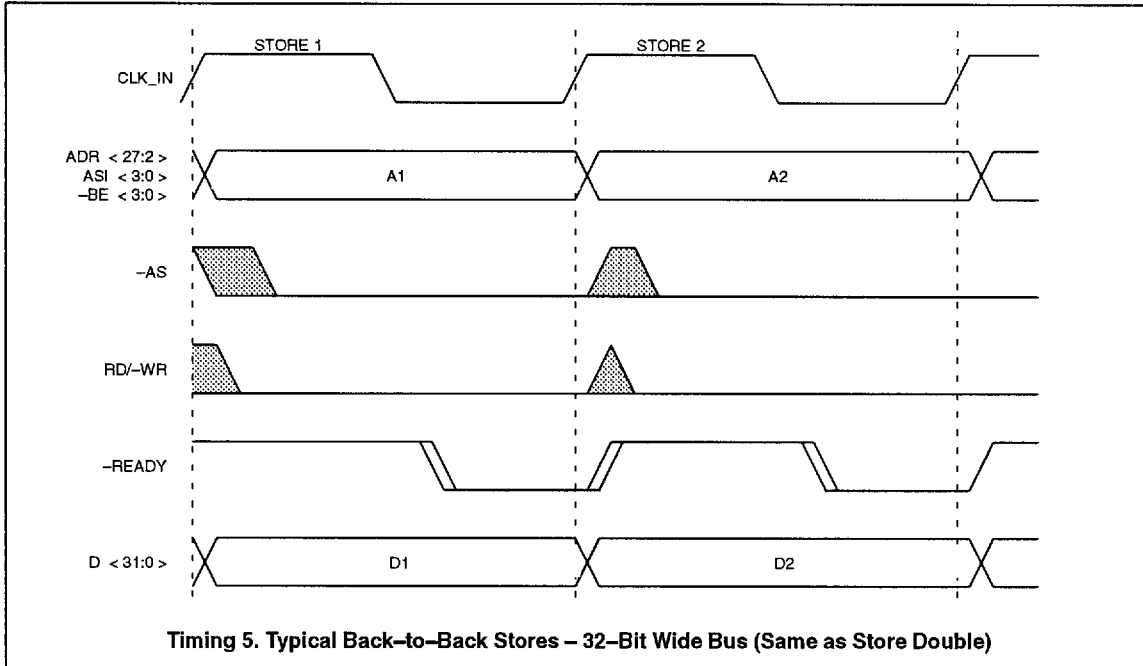 STORE 1
STORE 2
CLK_IN
ADR < 27:2 >
ASI < 3:0 >
–BE < 3:0 >
A1
A2
–AS
RD/–WR
–READY
D < 31:0 >
D1
D2
Timing 5. Typical Back–to–Back Stores – 32–Bit Wide Bus (Same as Store Double)